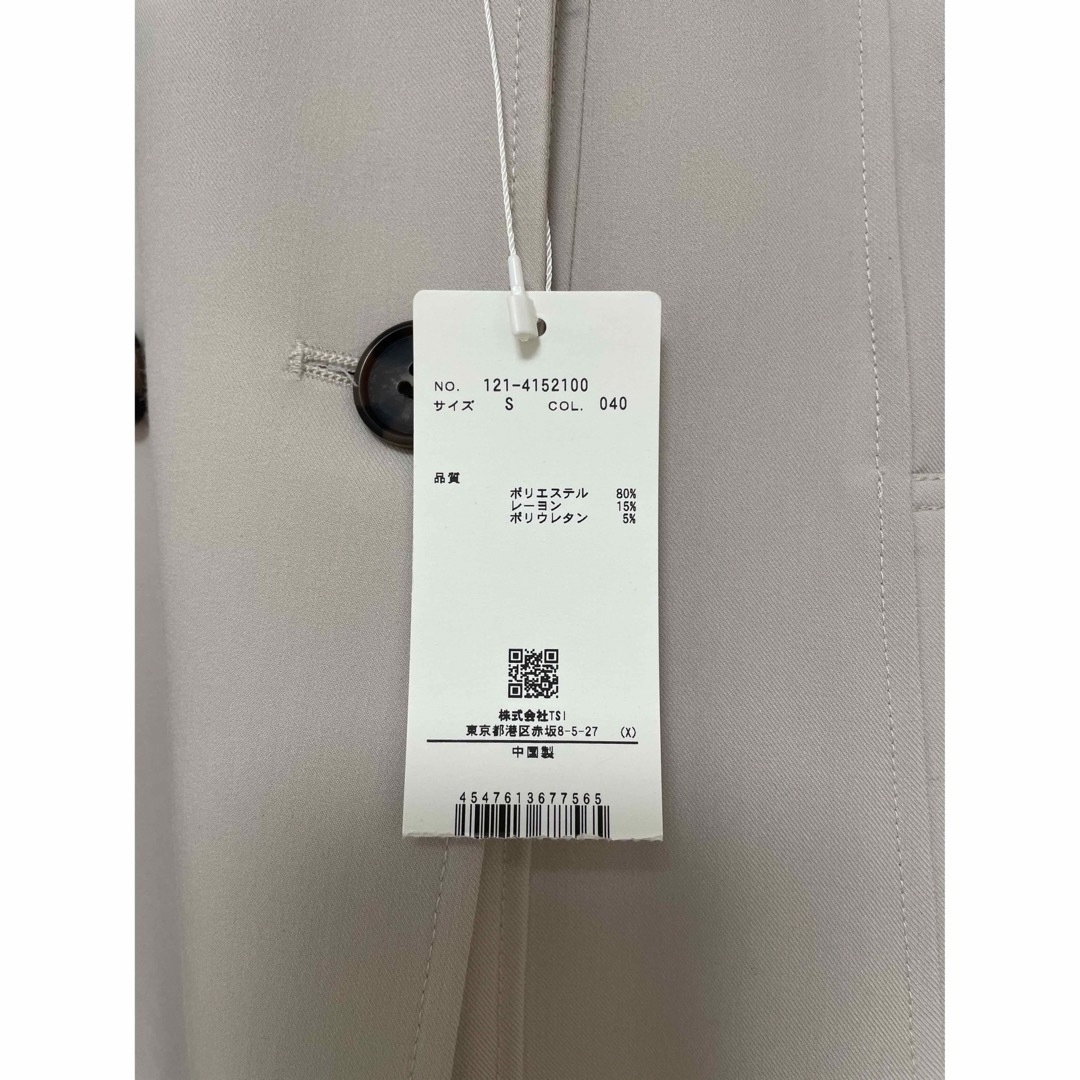 NO. 121-4152100
サイズ S COL. 040
品質
ポリエステル 80%
レーヨン 15%
ポリウレタン 5%
株式会社TSI
東京都港区赤坂8-5-27 (X)
中国製
4547613677565